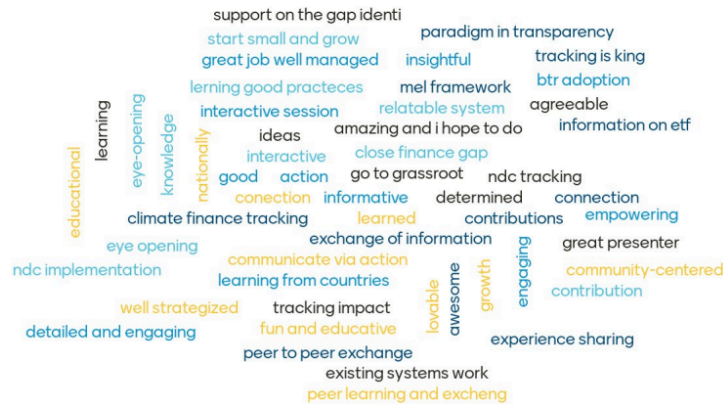 support on the gap identi
paradigm in transparency
start small and grow
great job well managed
insightful
tracking is king
btr adoption
lerning good practeces
mel framework
learning
eye-opening
knowledge
interactive session
relatable system
agreeable
information on etf
educational
nationally
ideas
amazing and i hope to do
interactive
close finance gap
good
action
go to grassroot
ndc tracking
conection
informative
determined
connection
climate finance tracking
learned
contributions
empowering
eye opening
exchange of information
great presenter
ndc implementation
communicate via action
community-centered
learning from countries
lovable
awesome
growth
engaging
contribution
well strategized
tracking impact
detailed and engaging
fun and educative
experience sharing
peer to peer exchange
existing systems work
peer learning and excheng